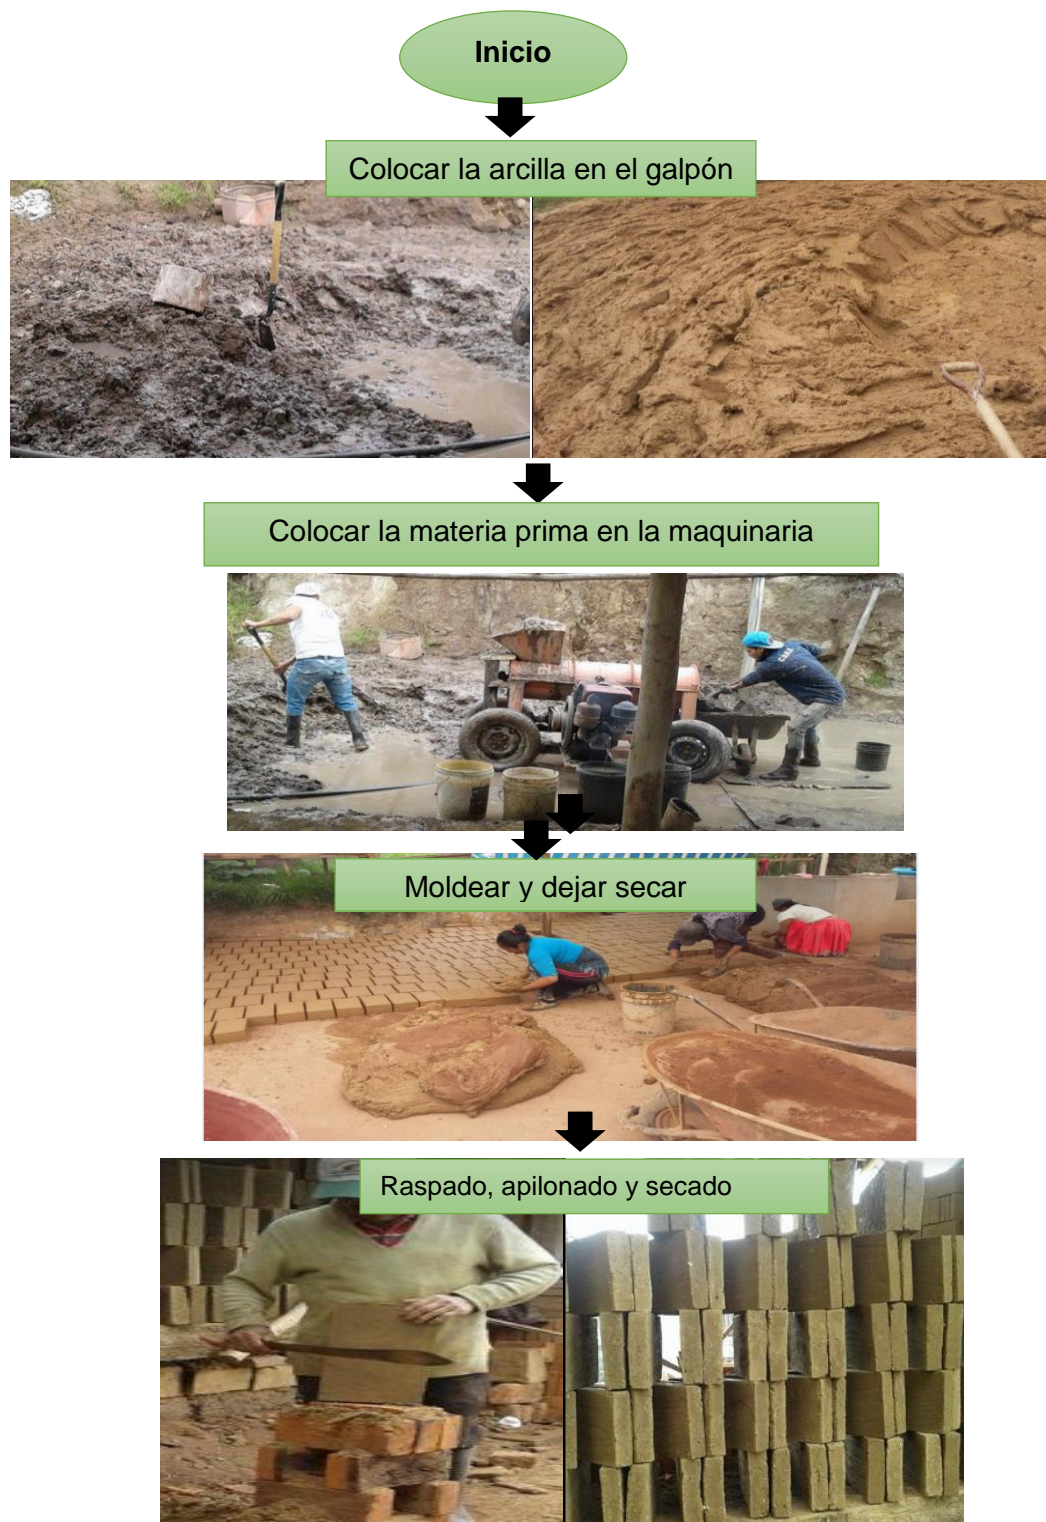 Inicio
Colocar la arcilla en el galpón
Colocar la materia prima en la maquinaria
Moldear y dejar secar
Raspado, apilonado y secado